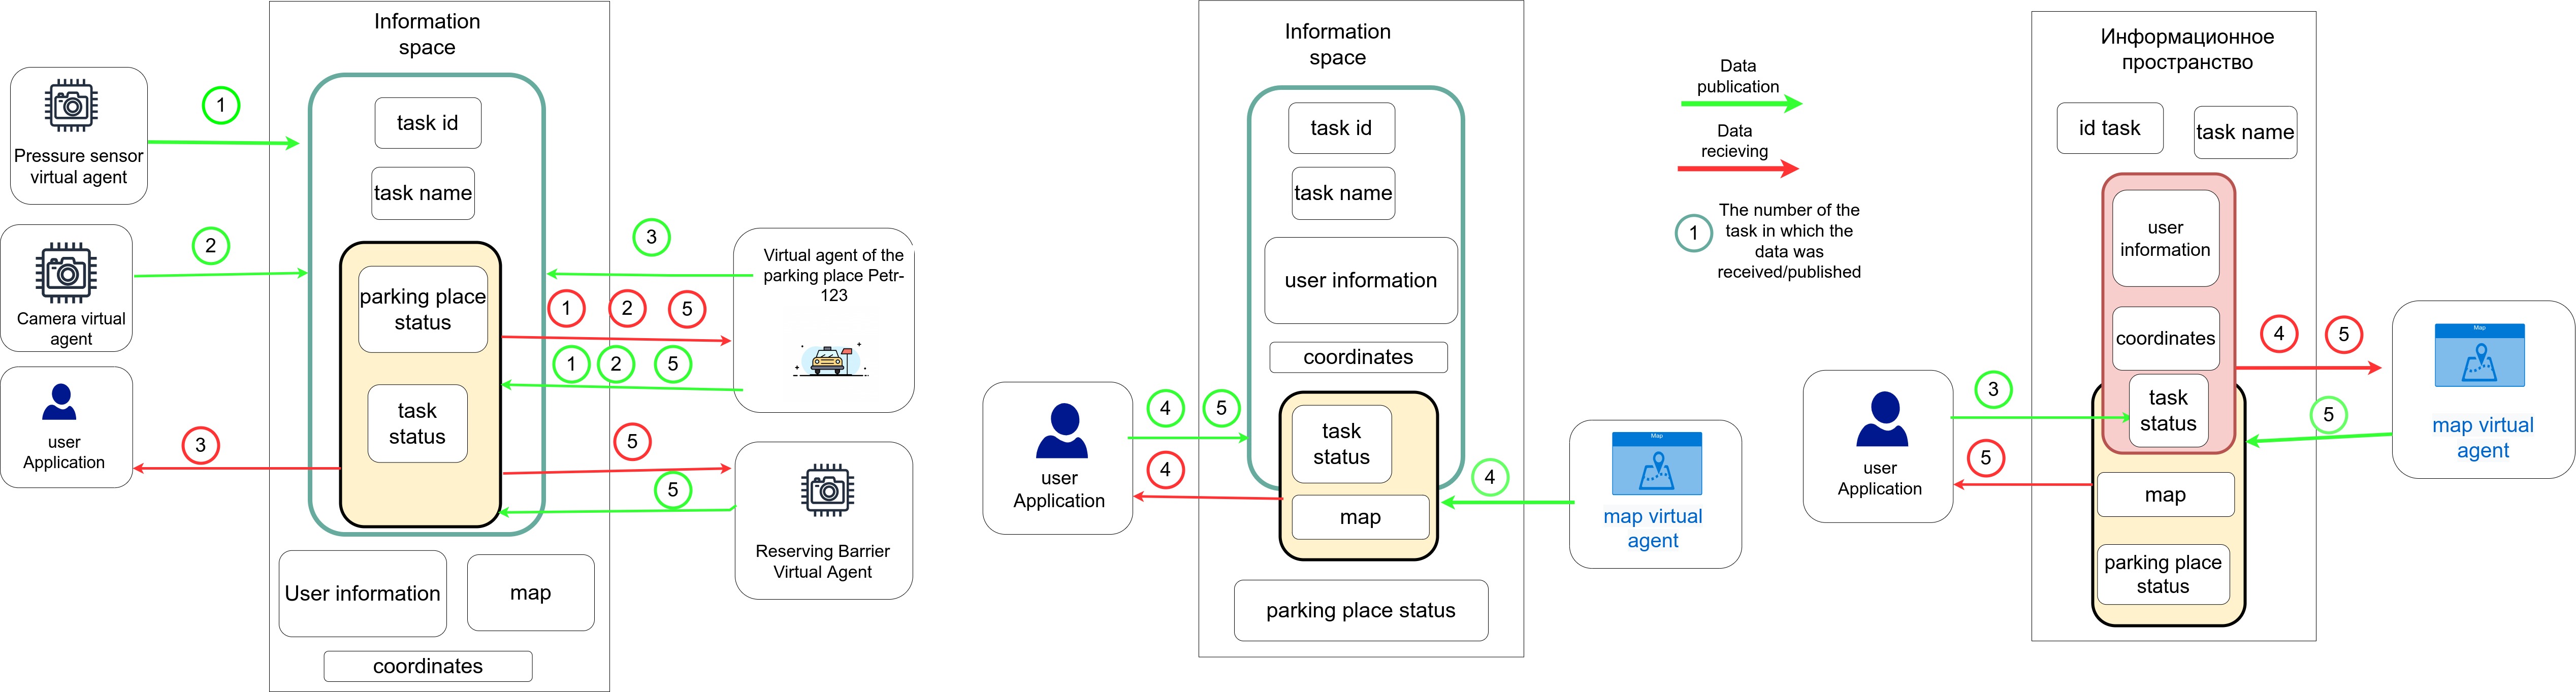 Information
space
Pressure sensor
virtual agent
1
task id
task name
Camera virtual
agent
2
parking place
status
task
status
user
Application
3
3
Virtual agent of the
parking place Petr-
123
1 2 5
1 2 5
5
5
Reserving Barrier
Virtual Agent
User information
map
coordinates
Information
space
task id
task name
user information
coordinates
task
status
map
parking place status
user
Application
4 5
4
4
Map
map virtual
agent
Data
publication
Data
recieving
1
The number of the
task in which the
data was
received/published
Информационное
пространство
id task
task name
user
information
coordinates
task
status
map
parking place
status
user
Application
3
5
4 5
5
Map
map virtual
agent